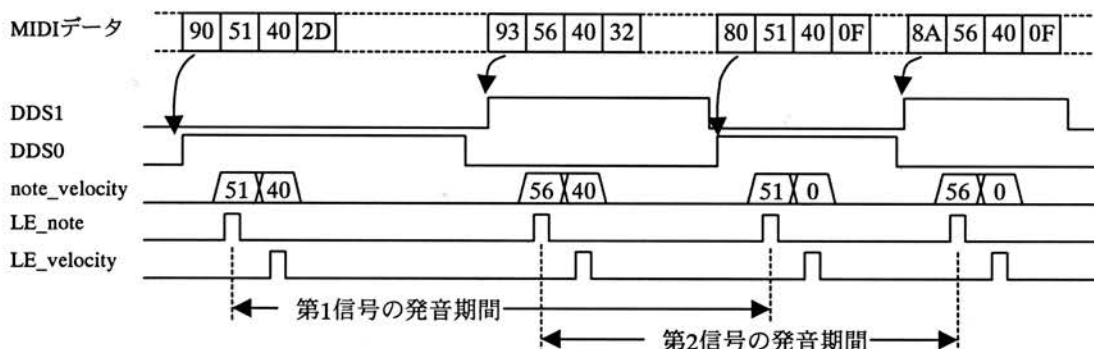 MIDIデータ 90 51 40 2D 93 56 40 32 80 51 40 0F 8A 56 40 0F
DDS1
DDS0
note_velocity 51 40 56 40 51 0 56 0
LE_note
LE_velocity
第1信号の発音期間
第2信号の発音期間